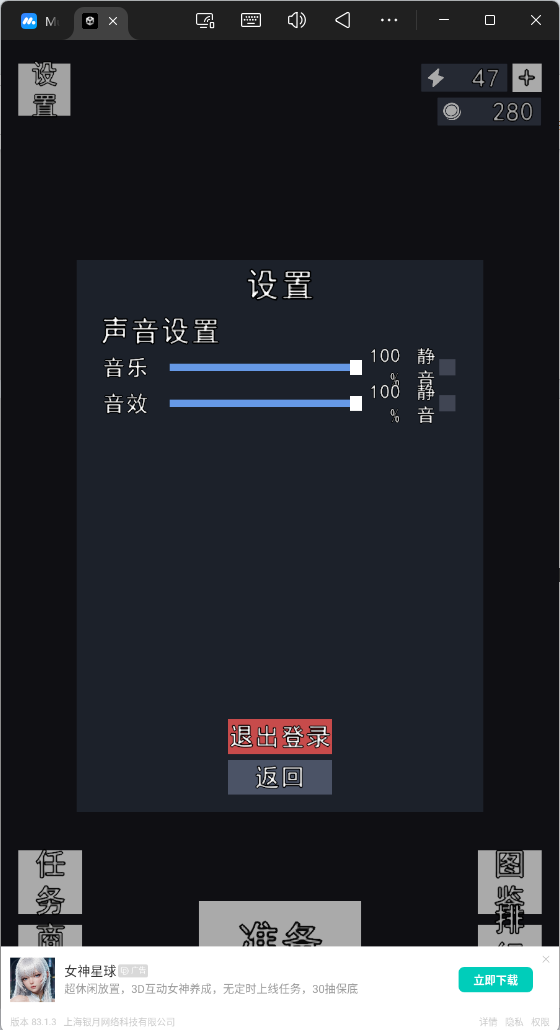 设
置
47
280
设置
声音设置
音乐
100
%
静
音
音效
100
%
静
音
退出登录
返回
任
务
图
鉴
商
排
准备
女神星球
广告
超休闲放置，3D互动女神养成，无定时上线任务，30抽保底
立即下载
版本 83.1.3 上海银月网络科技有限公司
详情 隐私 权限